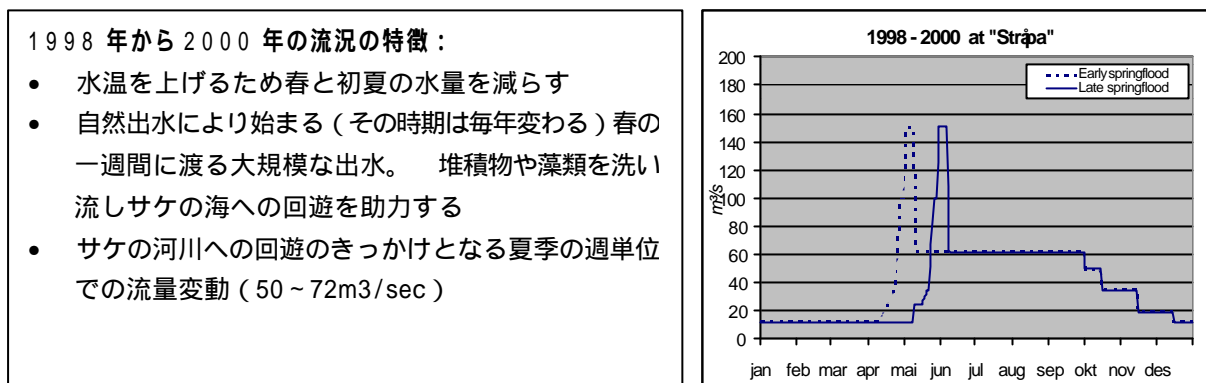 1998 年から 2000 年の流況の特徴：
• 水温を上げるため春と初夏の水量を減らす
• 自然出水により始まる（その時期は毎年変わる）春の
一週間に渡る大規模な出水。　堆積物や藻類を洗い
流しサケの海への回遊を助力する
• サケの河川への回遊のきっかけとなる夏季の週単位
での流量変動（50～72m3/sec）
1998 - 2000 at "Stråpa"
Early springflood
Late springflood
m³/s
200
180
160
140
120
100
80
60
40
20
0
jan feb mar apr mai jun jul aug sep okt nov des